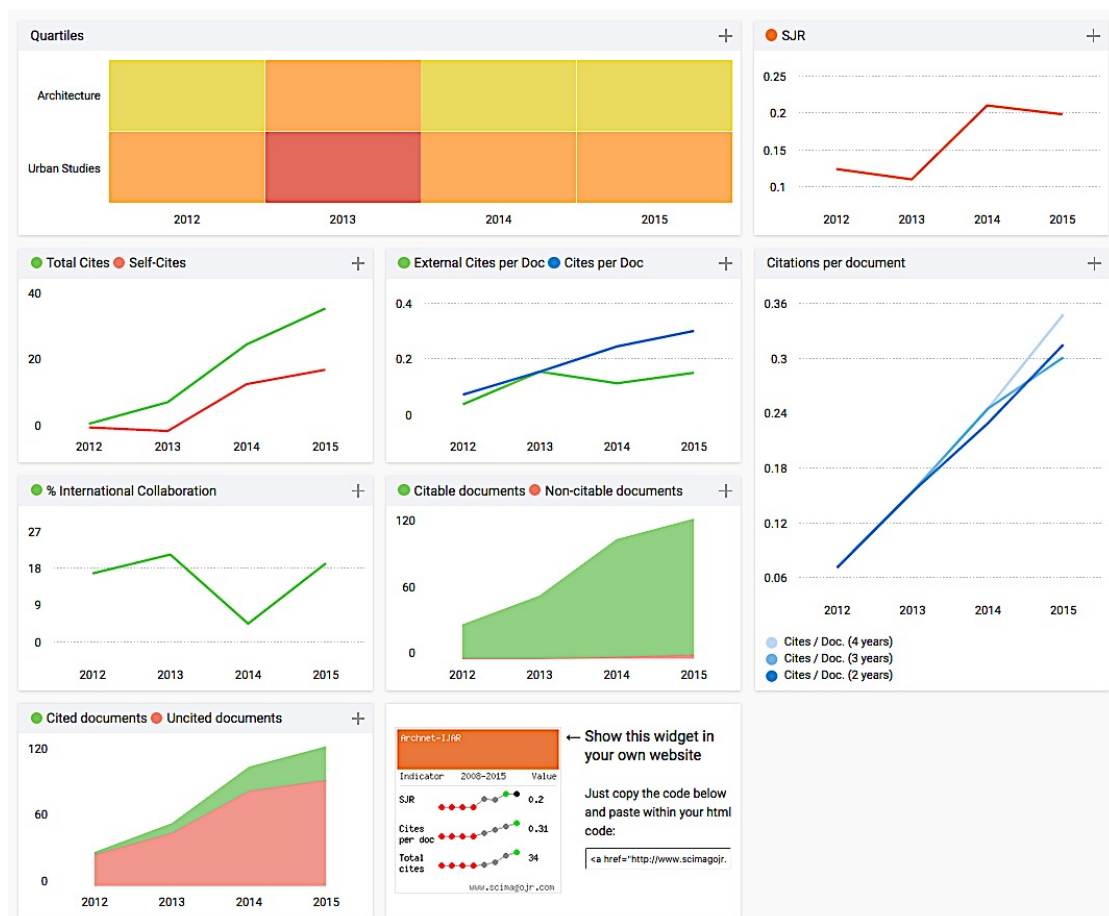 Quartiles
Architecture
Urban Studies
2012 2013 2014 2015
SJR
0.25
0.2
0.15
0.1
2012 2013 2014 2015
Total Cites Self-Cites
40
20
0
2012 2013 2014 2015
External Cites per Doc Cites per Doc
0.4
0.2
0
2012 2013 2014 2015
Citations per document
0.36
0.3
0.24
0.18
0.12
0.06
2012 2013 2014 2015
Cites / Doc. (4 years)
Cites / Doc. (3 years)
Cites / Doc. (2 years)
% International Collaboration
27
18
9
0
2012 2013 2014 2015
Citable documents Non-citable documents
120
60
0
2012 2013 2014 2015
Cited documents Uncited documents
120
60
0
2012 2013 2014 2015
Archnet-IJAR
Indicator 2008-2015 Value
SJR 0.2
Cites
per doc 0.31
Total
cites 34
www.scimagojr.com
← Show this widget in
your own website
Just copy the code below
and paste within your html
code:
<a href="http://www.scimagojr.